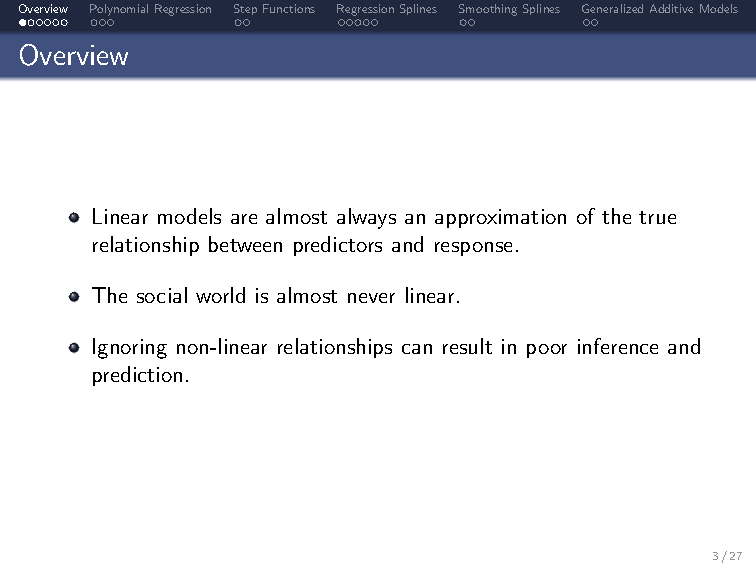 Overview Polynomial Regression Step Functions Regression Splines Smoothing Splines Generalized Additive Models
Overview
Linear models are almost always an approximation of the true
relationship between predictors and response.
The social world is almost never linear.
Ignoring non-linear relationships can result in poor inference and
prediction.
3 / 27